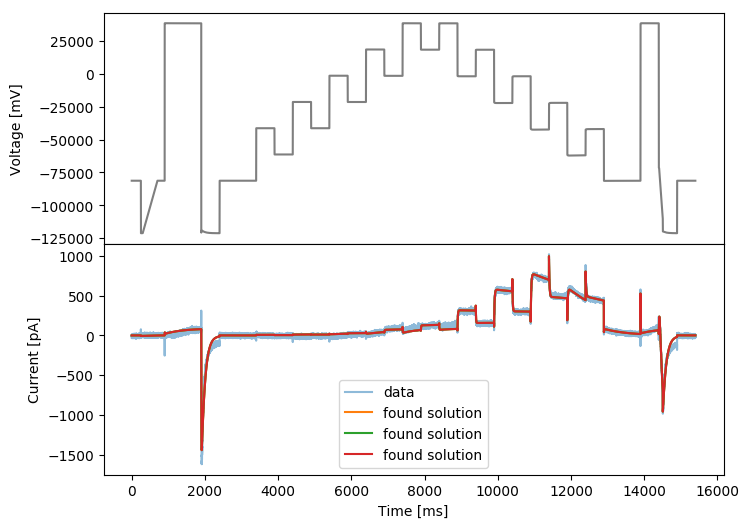 25000
0
−25000
−50000
−75000
−100000
−125000
Voltage [mV]
1000
500
0
−500
−1000
−1500
Current [pA]
data
found solution
found solution
found solution
0 2000 4000 6000 8000 10000 12000 14000 16000
Time [ms]